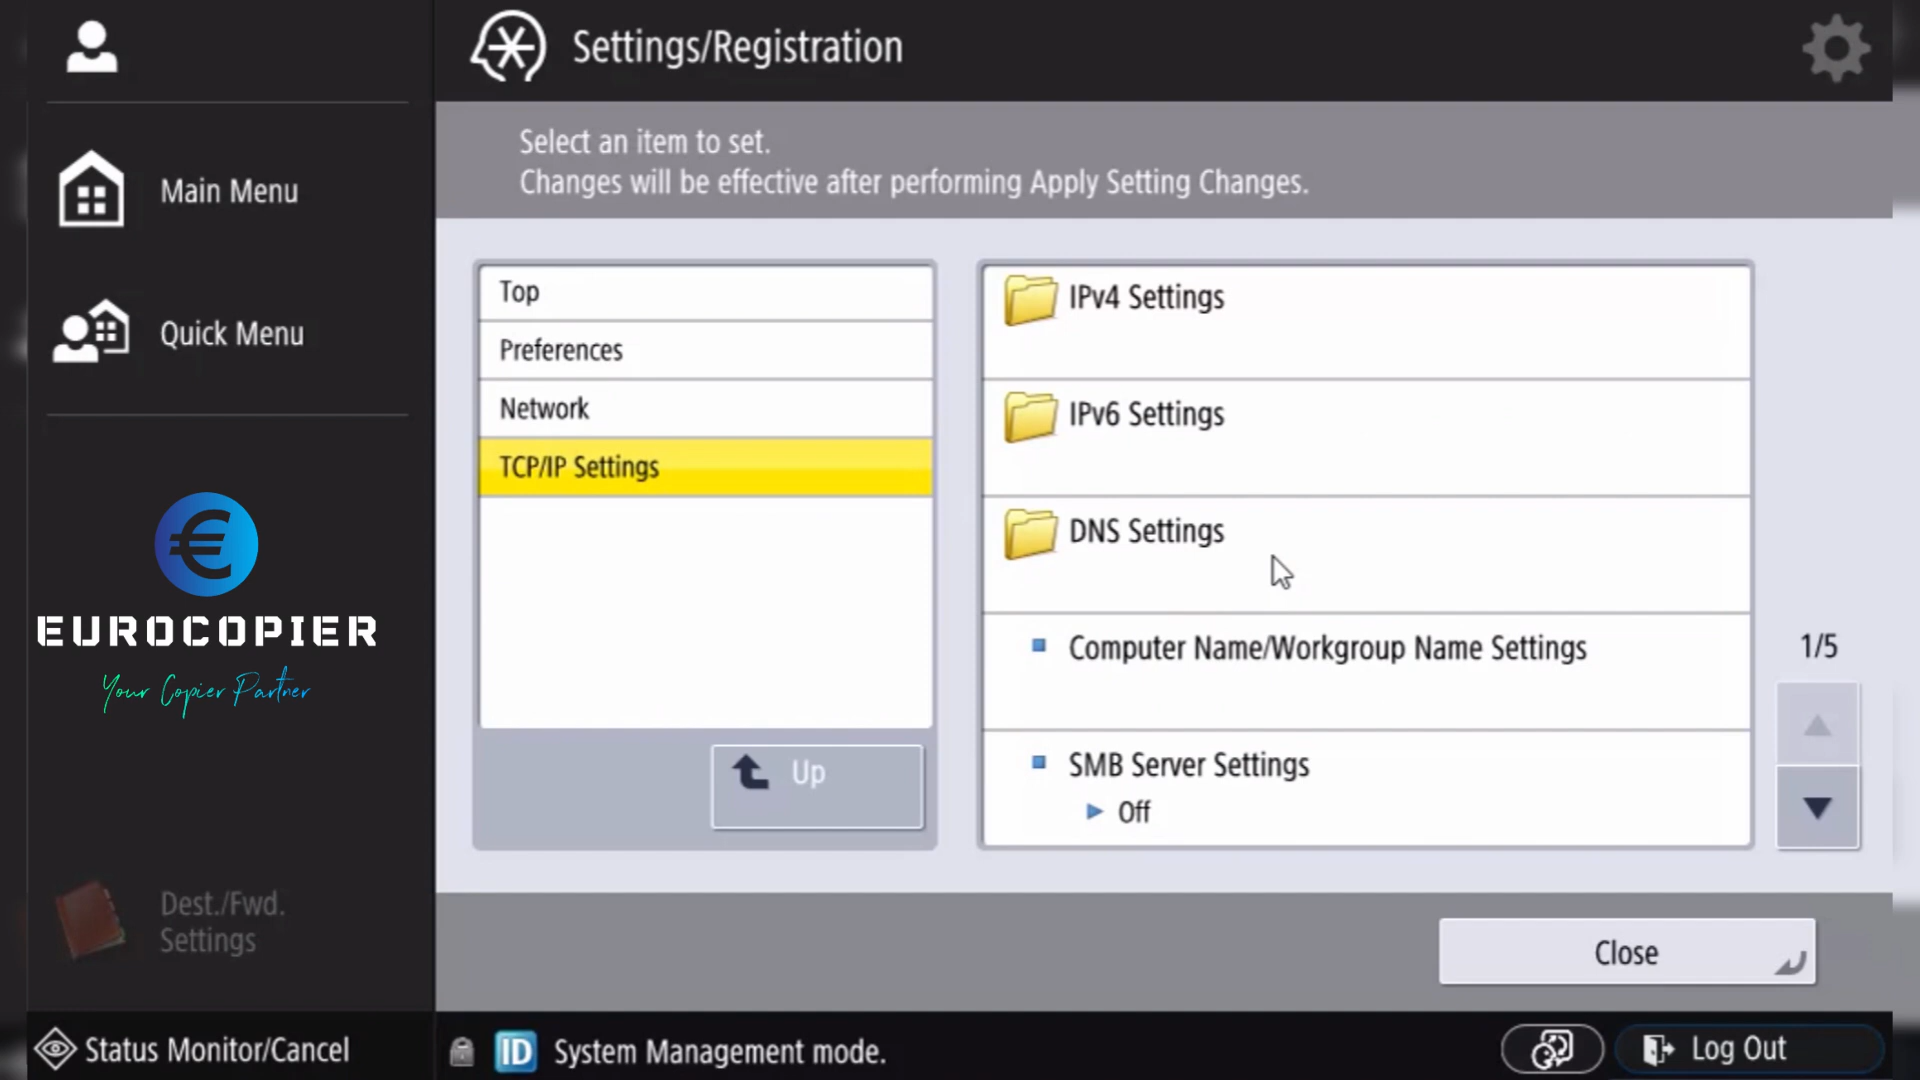 Settings/Registration
Select an item to set.
Changes will be effective after performing Apply Setting Changes.
Main Menu
Quick Menu
EUROCOPIER
Your Copier Partner
Dest./Fwd.
Settings
Top
Preferences
Network
TCP/IP Settings
Up
IPv4 Settings
IPv6 Settings
DNS Settings
Computer Name/Workgroup Name Settings
SMB Server Settings
Off
1/5
Close
Status Monitor/Cancel
ID System Management mode.
Log Out